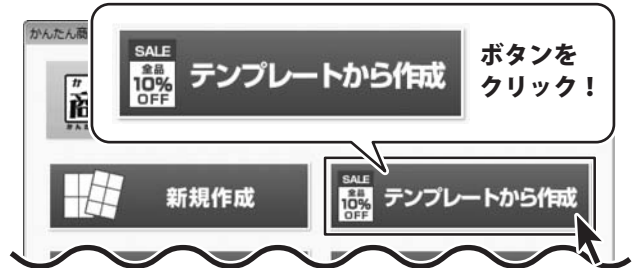 かんたん商
SALE
全品
10%
OFF
テンプレートから作成
ボタンを
クリック！
新規作成
SALE
全品
10%
OFF
テンプレートから作成